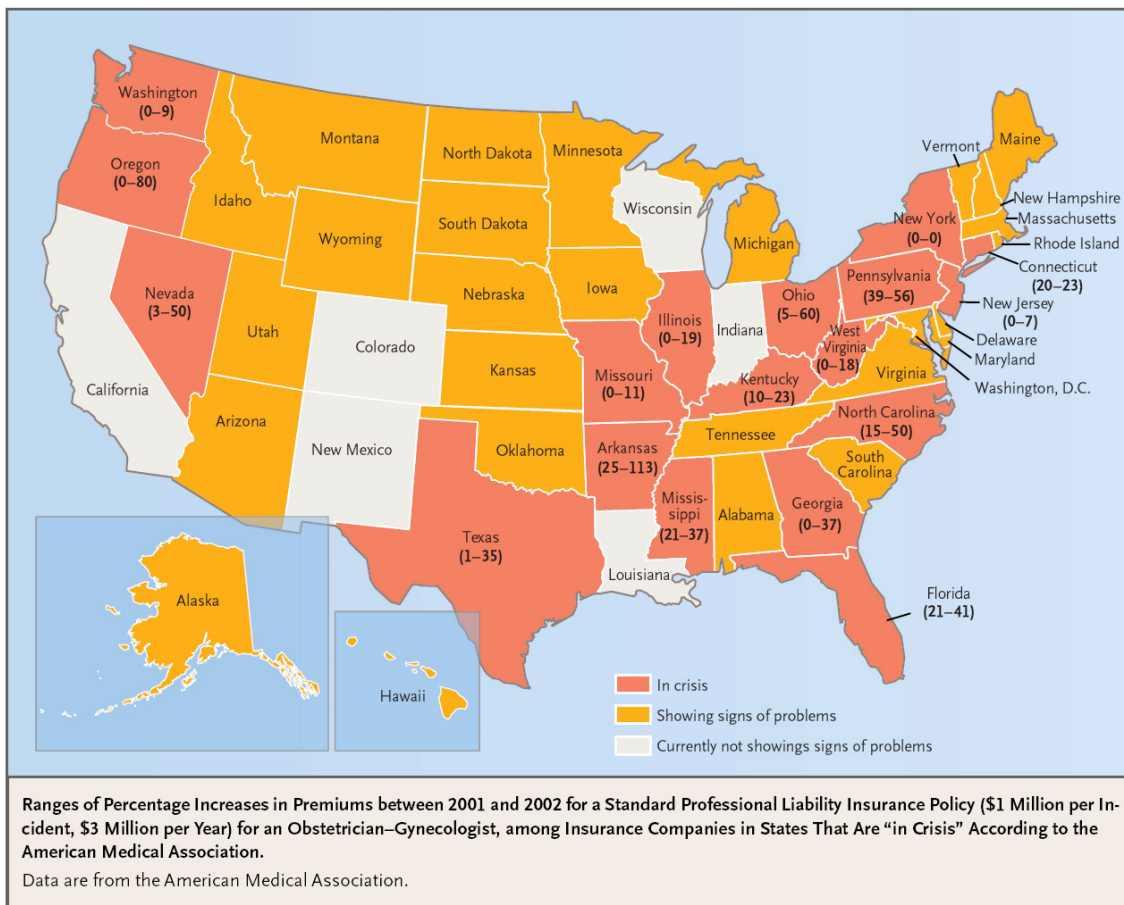 Washington
(0–9)
Oregon
(0–80)
Idaho
Montana
North Dakota
Minnesota
Wyoming
South Dakota
Wisconsin
Michigan
Vermont
Maine
New Hampshire
Massachusetts
New York
(0–0)
Rhode Island
Connecticut
(20–23)
Nevada
(3–50)
Utah
Nebraska
Iowa
Illinois
(0–19)
Indiana
Ohio
(5–60)
Pennsylvania
(39–56)
New Jersey
(0–7)
Delaware
Maryland
Washington, D.C.
California
Colorado
Kansas
Missouri
(0–11)
Kentucky
(10–23)
West
Virginia
(0–18)
Virginia
Arizona
New Mexico
Oklahoma
Arkansas
(25–113)
Tennessee
North Carolina
(15–50)
South
Carolina
Texas
(1–35)
Louisiana
Missis-
sippi
(21–37)
Alabama
Georgia
(0–37)
Florida
(21–41)
Alaska
Hawaii
In crisis
Showing signs of problems
Currently not showings signs of problems
Ranges of Percentage Increases in Premiums between 2001 and 2002 for a Standard Professional Liability Insurance Policy ($1 Million per In-
cident, $3 Million per Year) for an Obstetrician–Gynecologist, among Insurance Companies in States That Are “in Crisis” According to the
American Medical Association.
Data are from the American Medical Association.